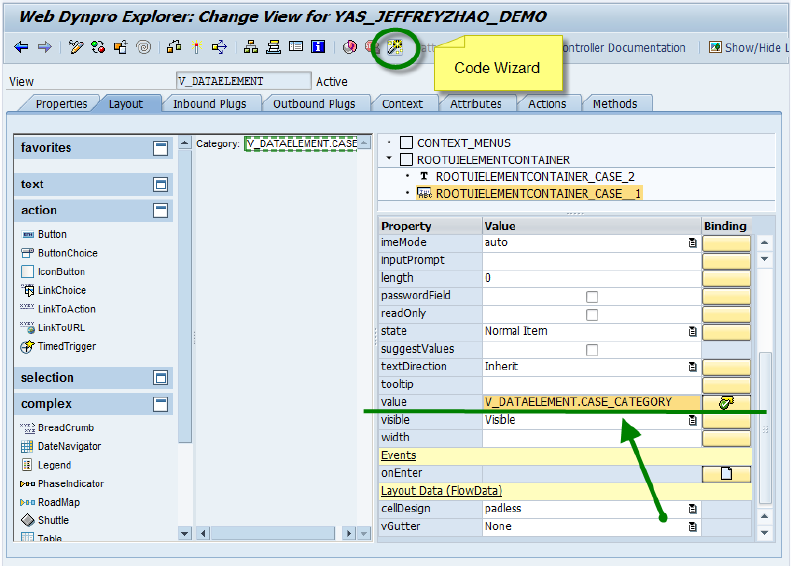 Web Dynpro Explorer: Change View for YAS_JEFFREYZHAO_DEMO
ontroller Documentation
Show/Hide L
Code Wizard
View
V_DATAELEMENT
Active
Properties
Layout
Inbound Plugs
Outbound Plugs
Context
Attributes
Actions
Methods
favorites
text
action
Button
ButtonChoice
IconButton
LinkChoice
LinkToAction
LinkToURL
TimedTrigger
selection
complex
BreadCrumb
DateNavigator
Legend
PhaseIndicator
RoadMap
Shuttle
Table
Category:
V_DATAELEMENT.CASE
CONTEXT_MENUS
ROOTUIELEMENTCONTAINER
T ROOTUIELEMENTCONTAINER_CASE_2
ROOTUIELEMENTCONTAINER_CASE__1
Property Value Binding
imeMode auto
inputPrompt
length 0
passwordField
readOnly
state Normal Item
suggestValues
textDirection Inherit
tooltip
value V_DATAELEMENT.CASE_CATEGORY
visible Visible
width
Events
onEnter
Layout Data (FlowData)
cellDesign padless
vGutter None